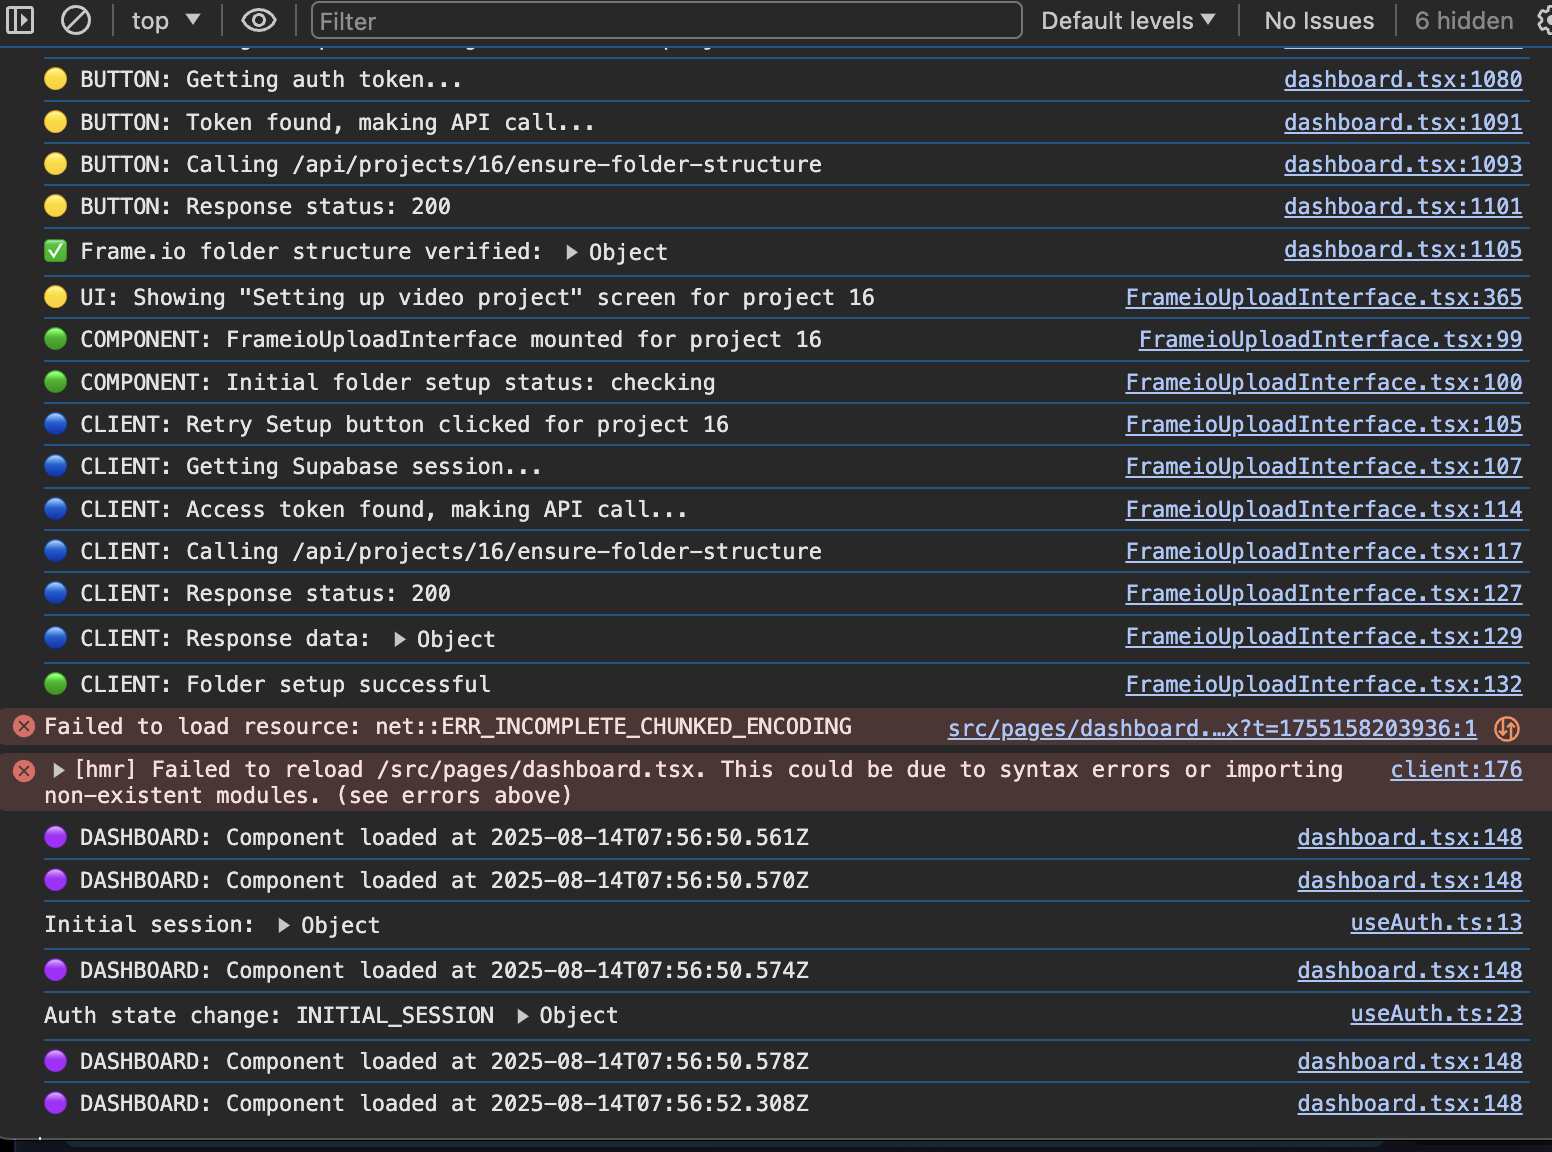 top
Filter
Default levels
No Issues
6 hidden
BUTTON: Getting auth token... dashboard.tsx:1080
BUTTON: Token found, making API call... dashboard.tsx:1091
BUTTON: Calling /api/projects/16/ensure-folder-structure dashboard.tsx:1093
BUTTON: Response status: 200 dashboard.tsx:1101
Frame.io folder structure verified: Object dashboard.tsx:1105
UI: Showing "Setting up video project" screen for project 16 FrameioUploadInterface.tsx:365
COMPONENT: FrameioUploadInterface mounted for project 16 FrameioUploadInterface.tsx:99
COMPONENT: Initial folder setup status: checking FrameioUploadInterface.tsx:100
CLIENT: Retry Setup button clicked for project 16 FrameioUploadInterface.tsx:105
CLIENT: Getting Supabase session... FrameioUploadInterface.tsx:107
CLIENT: Access token found, making API call... FrameioUploadInterface.tsx:114
CLIENT: Calling /api/projects/16/ensure-folder-structure FrameioUploadInterface.tsx:117
CLIENT: Response status: 200 FrameioUploadInterface.tsx:127
CLIENT: Response data: Object FrameioUploadInterface.tsx:129
CLIENT: Folder setup successful FrameioUploadInterface.tsx:132
Failed to load resource: net::ERR_INCOMPLETE_CHUNKED_ENCODING src/pages/dashboard.…x?t=1755158203936:1
[hmr] Failed to reload /src/pages/dashboard.tsx. This could be due to syntax errors or importing client:176
non-existent modules. (see errors above)
DASHBOARD: Component loaded at 2025-08-14T07:56:50.561Z dashboard.tsx:148
DASHBOARD: Component loaded at 2025-08-14T07:56:50.570Z dashboard.tsx:148
Initial session: Object useAuth.ts:13
DASHBOARD: Component loaded at 2025-08-14T07:56:50.574Z dashboard.tsx:148
Auth state change: INITIAL_SESSION Object useAuth.ts:23
DASHBOARD: Component loaded at 2025-08-14T07:56:50.578Z dashboard.tsx:148
DASHBOARD: Component loaded at 2025-08-14T07:56:52.308Z dashboard.tsx:148